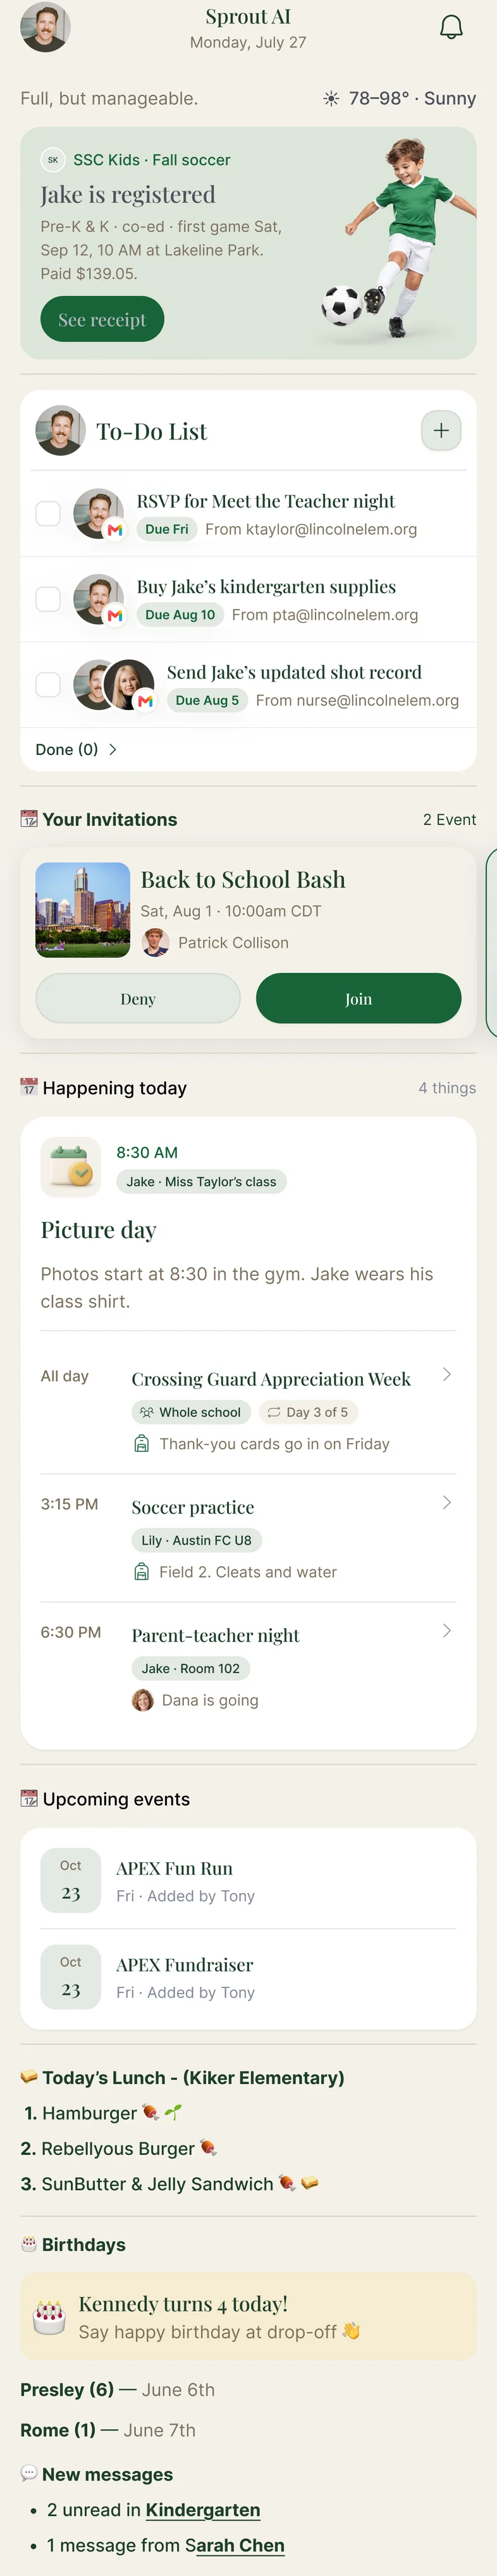 Sprout AI
Monday, July 27
Full, but manageable.
78–98° · Sunny
SK
SSC Kids · Fall soccer
Jake is registered
Pre-K & K · co-ed · first game Sat,
Sep 12, 10 AM at Lakeline Park.
Paid $139.05.
See receipt
To-Do List
RSVP for Meet the Teacher night
Due Fri From ktaylor@lincolnelem.org
Buy Jake’s kindergarten supplies
Due Aug 10 From pta@lincolnelem.org
Send Jake’s updated shot record
Due Aug 5 From nurse@lincolnelem.org
Done (0)
Your Invitations
2 Event
Back to School Bash
Sat, Aug 1 · 10:00am CDT
Patrick Collison
Deny
Join
Happening today
4 things
8:30 AM
Jake · Miss Taylor’s class
Picture day
Photos start at 8:30 in the gym. Jake wears his
class shirt.
All day
Crossing Guard Appreciation Week
Whole school
Day 3 of 5
Thank-you cards go in on Friday
3:15 PM
Soccer practice
Lily · Austin FC U8
Field 2. Cleats and water
6:30 PM
Parent-teacher night
Jake · Room 102
Dana is going
Upcoming events
Oct
23
APEX Fun Run
Fri · Added by Tony
Oct
23
APEX Fundraiser
Fri · Added by Tony
Today’s Lunch - (Kiker Elementary)
1. Hamburger 🍖 🌱
2. Rebellyous Burger 🍖
3. SunButter & Jelly Sandwich 🍖 🥪
Birthdays
Kennedy turns 4 today!
Say happy birthday at drop-off 👋
Presley (6) — June 6th
Rome (1) — June 7th
New messages
• 2 unread in Kindergarten
• 1 message from Sarah Chen